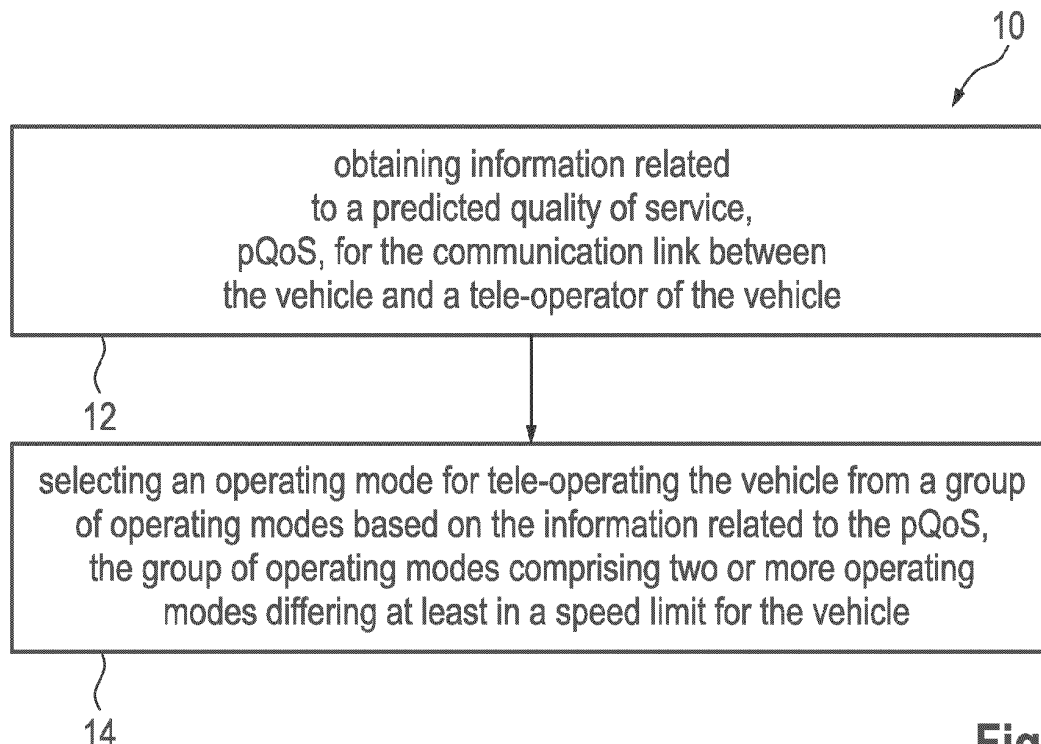 10
obtaining information related
to a predicted quality of service,
pQoS, for the communication link between
the vehicle and a tele-operator of the vehicle
12
selecting an operating mode for tele-operating the vehicle from a group
of operating modes based on the information related to the pQoS,
the group of operating modes comprising two or more operating
modes differing at least in a speed limit for the vehicle
14
Fig